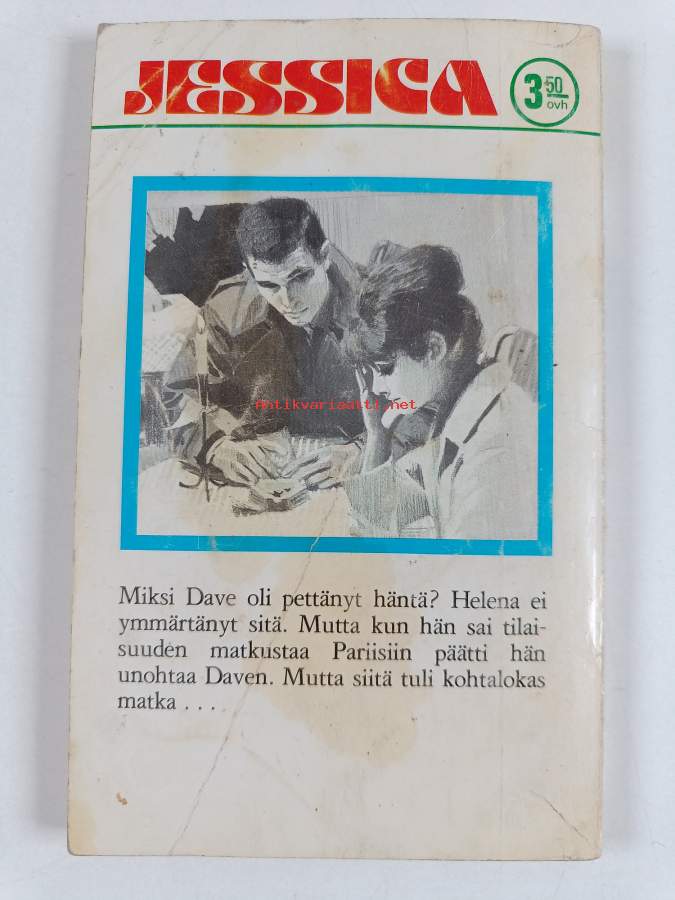 JESSICA
3 50
ovh
Antikvariaatti.net
Miksi Dave oli pettänyt häntä? Helena ei
ymmärtänyt sitä. Mutta kun hän sai tilai-
suuden matkustaa Pariisiin päätti hän
unohtaa Daven. Mutta siitä tuli kohtalokas
matka . . .